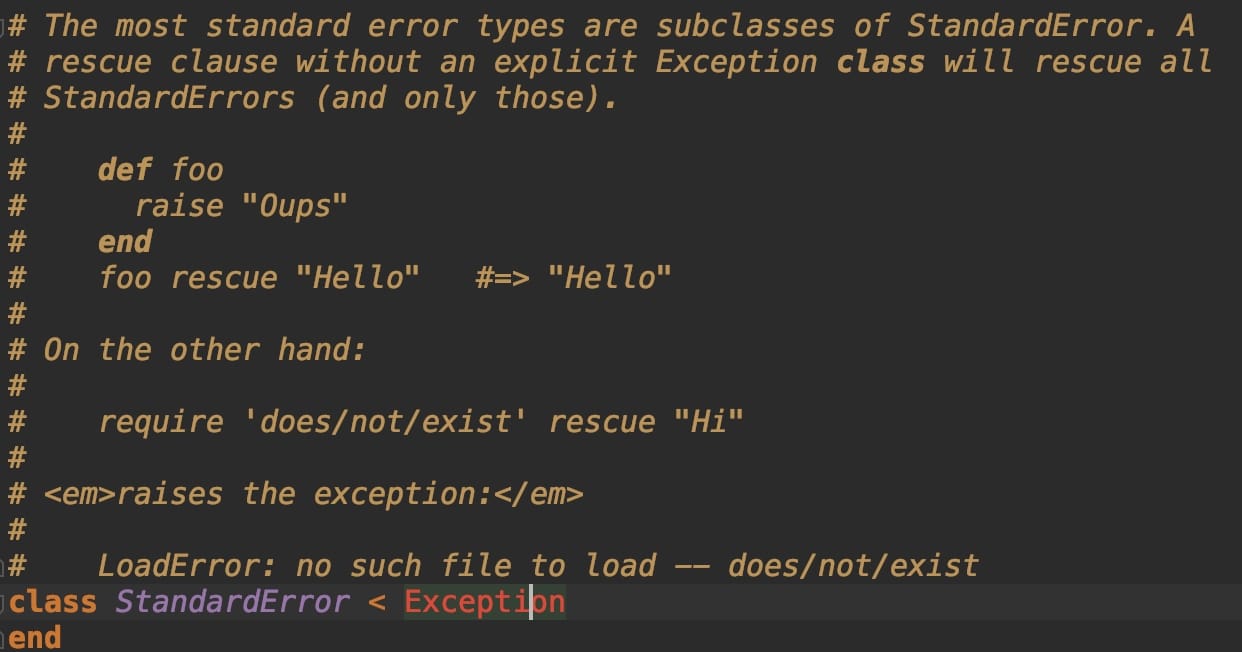 # The most standard error types are subclasses of StandardError. A
# rescue clause without an explicit Exception class will rescue all
# StandardErrors (and only those).
#
#    def foo
#      raise "Oups"
#    end
#    foo rescue "Hello"   #=> "Hello"
#
# On the other hand:
#
#    require 'does/not/exist' rescue "Hi"
#
# <em>raises the exception:</em>
#
#    LoadError: no such file to load -- does/not/exist
class StandardError < Exception
end